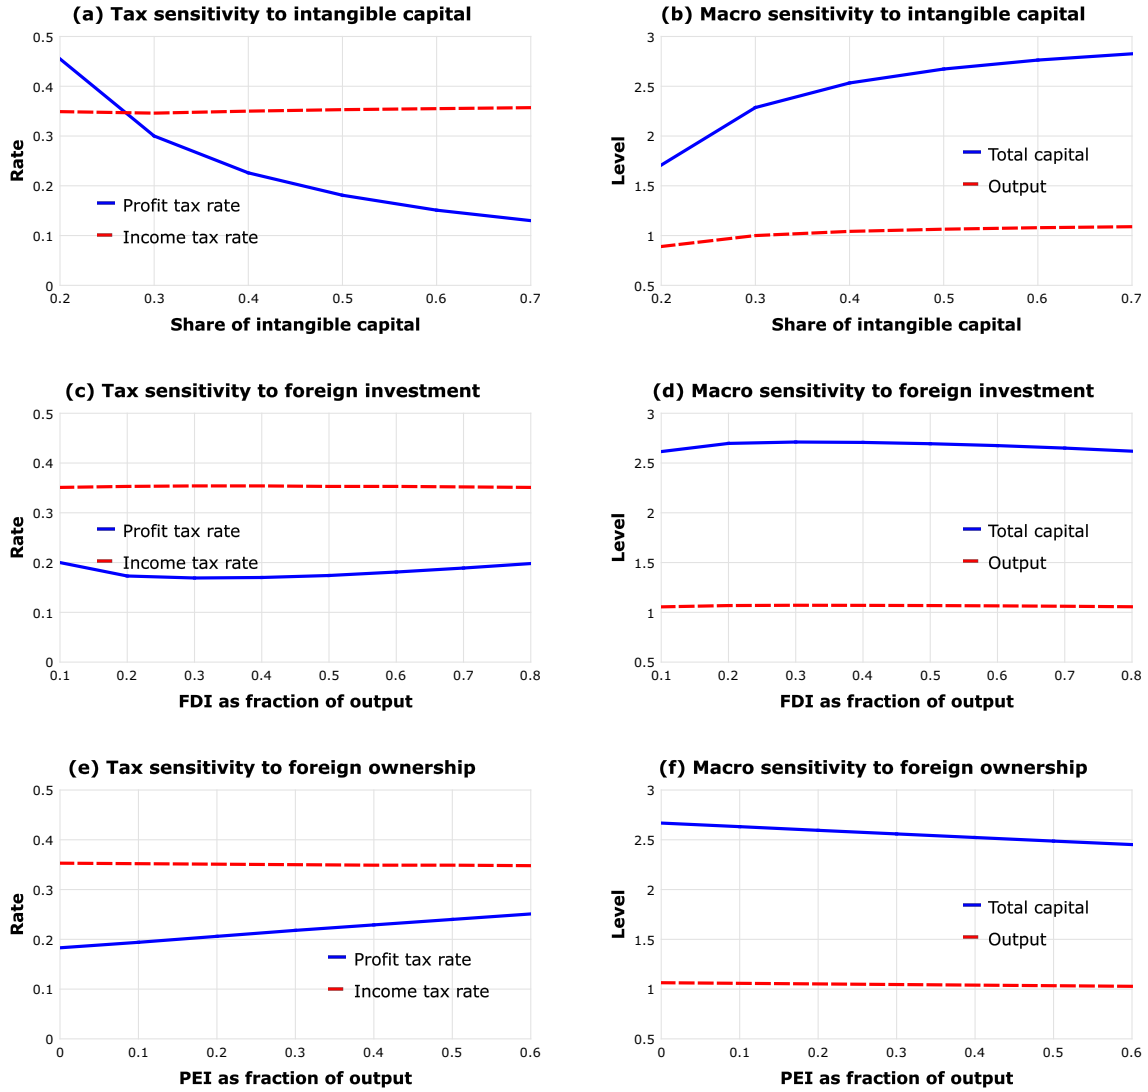 (a) Tax sensitivity to intangible capital
0.5
0.4
0.3
0.2
0.1
0
Rate
Profit tax rate
Income tax rate
0.2 0.3 0.4 0.5 0.6 0.7
Share of intangible capital
(b) Macro sensitivity to intangible capital
3
2.5
2
1.5
1
0.5
Level
Total capital
Output
0.2 0.3 0.4 0.5 0.6 0.7
Share of intangible capital
(c) Tax sensitivity to foreign investment
0.5
0.4
0.3
0.2
0.1
0
Rate
Profit tax rate
Income tax rate
0.1 0.2 0.3 0.4 0.5 0.6 0.7 0.8
FDI as fraction of output
(d) Macro sensitivity to foreign investment
3
2.5
2
1.5
1
0.5
Level
Total capital
Output
0.1 0.2 0.3 0.4 0.5 0.6 0.7 0.8
FDI as fraction of output
(e) Tax sensitivity to foreign ownership
0.5
0.4
0.3
0.2
0.1
0
Rate
Profit tax rate
Income tax rate
0 0.1 0.2 0.3 0.4 0.5 0.6
PEI as fraction of output
(f) Macro sensitivity to foreign ownership
3
2.5
2
1.5
1
0.5
Level
Total capital
Output
0 0.1 0.2 0.3 0.4 0.5 0.6
PEI as fraction of output